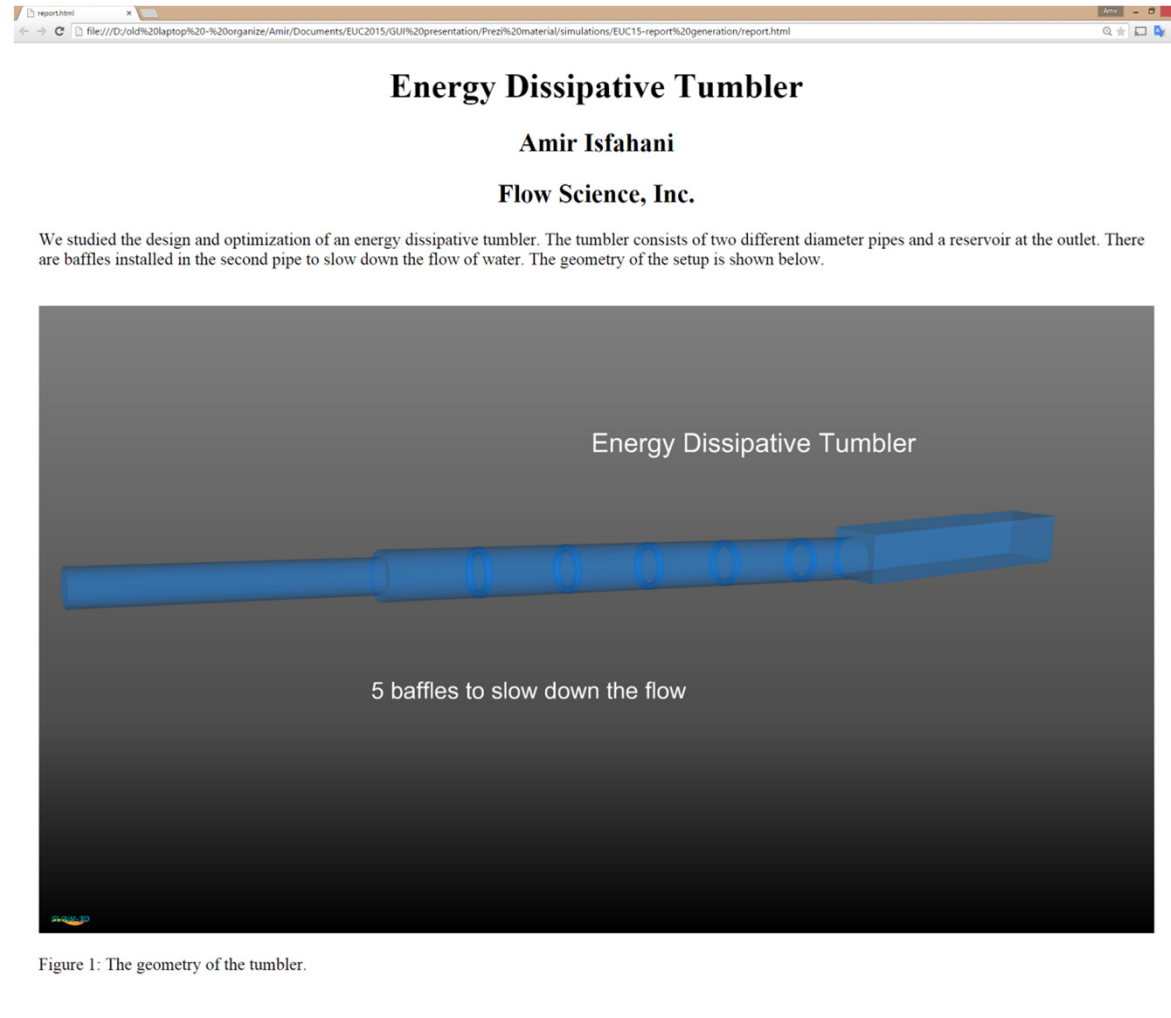 report.html
Amir
file:///D:/old%20laptop%20-%20organize/Amir/Documents/EUC2015/GUI%20presentation/Prezi%20material/simulations/EUC15-report%20generation/report.html
Energy Dissipative Tumbler
Amir Isfahani
Flow Science, Inc.
We studied the design and optimization of an energy dissipative tumbler. The tumbler consists of two different diameter pipes and a reservoir at the outlet. There
are baffles installed in the second pipe to slow down the flow of water. The geometry of the setup is shown below.
Energy Dissipative Tumbler
5 baffles to slow down the flow
FLOW-3D
Figure 1: The geometry of the tumbler.